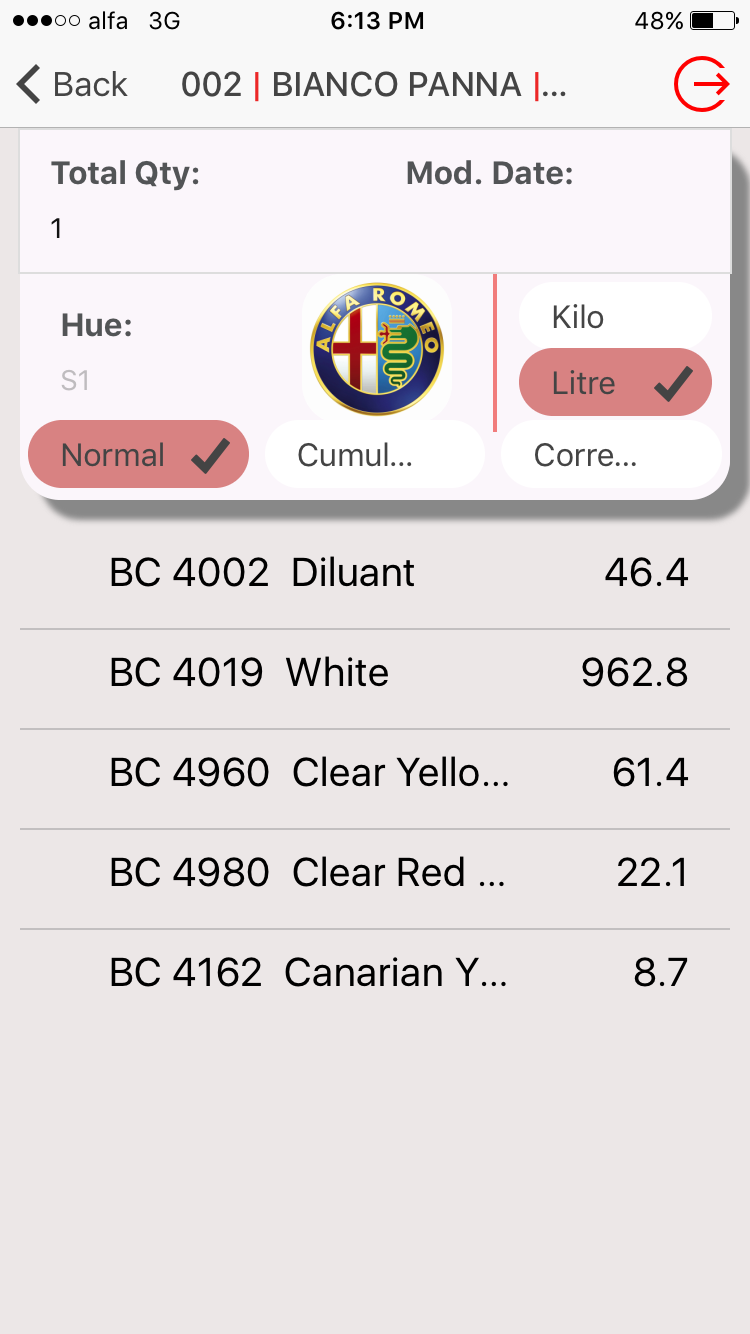 alfa 3G 6:13 PM 48%
Back 002 | BIANCO PANNA |...
Total Qty: Mod. Date:
1
ALFA ROMEO
Hue:
S1
Kilo
Litre
Normal Cumul... Corre...
BC 4002 Diluant 46.4
BC 4019 White 962.8
BC 4960 Clear Yello... 61.4
BC 4980 Clear Red ... 22.1
BC 4162 Canarian Y... 8.7